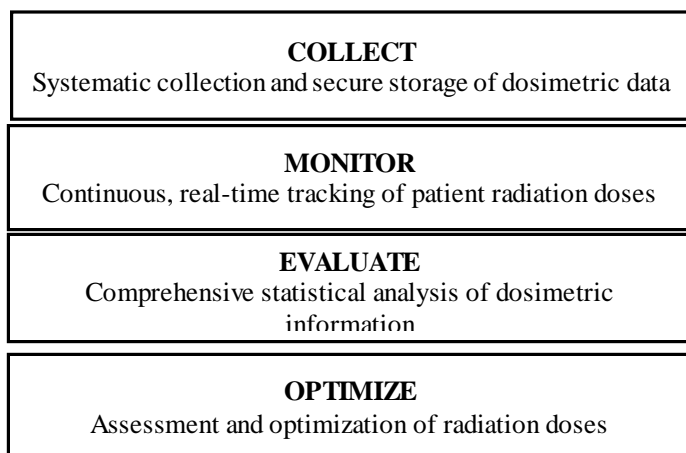 COLLECT
Systematic collection and secure storage of dosimetric data
MONITOR
Continuous, real-time tracking of patient radiation doses
EVALUATE
Comprehensive statistical analysis of dosimetric
information
OPTIMIZE
Assessment and optimization of radiation doses